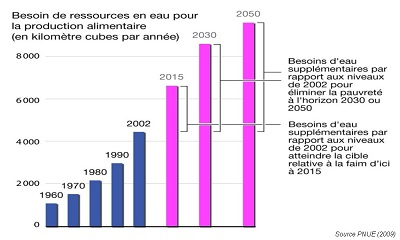 Besoin de ressources en eau pour
la production alimentaire
(en kilomètre cubes par année)
8000
6000
4000
2000
0
1960
1970
1980
1990
2002
2015
2030
2050
Besoins d'eau
supplémentaires par
rapport aux niveaux
de 2002 pour
éliminer la pauvreté
à l'horizon 2030 ou
2050
Besoins d'eau
supplémentaires par
rapport aux niveaux
de 2002 pour
atteindre la cible
relative à la faim d'ici
à 2015
Source PNUE (2009)